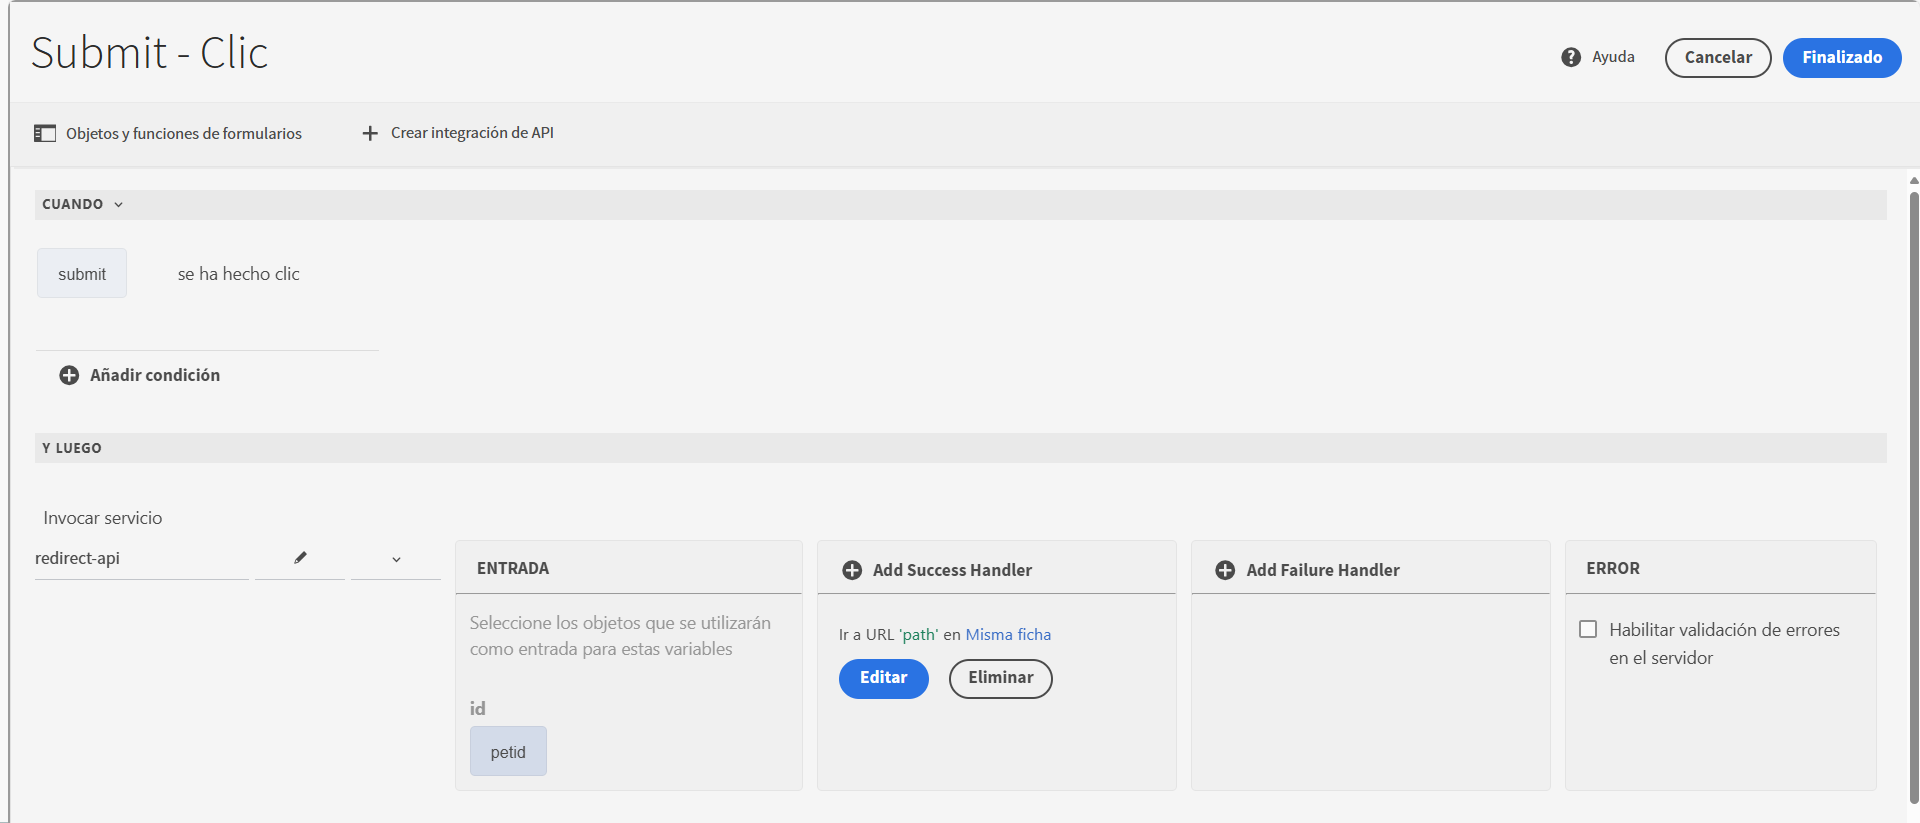 Submit - Clic
Ayuda
Cancelar
Finalizado
Objetos y funciones de formularios
Crear integración de API
CUANDO
submit
se ha hecho clic
Añadir condición
Y LUEGO
Invocar servicio
redirect-api
ENTRADA
Seleccione los objetos que se utilizarán
como entrada para estas variables
id
petid
Add Success Handler
Ir a URL 'path' en Misma ficha
Editar
Eliminar
Add Failure Handler
ERROR
Habilitar validación de errores
en el servidor